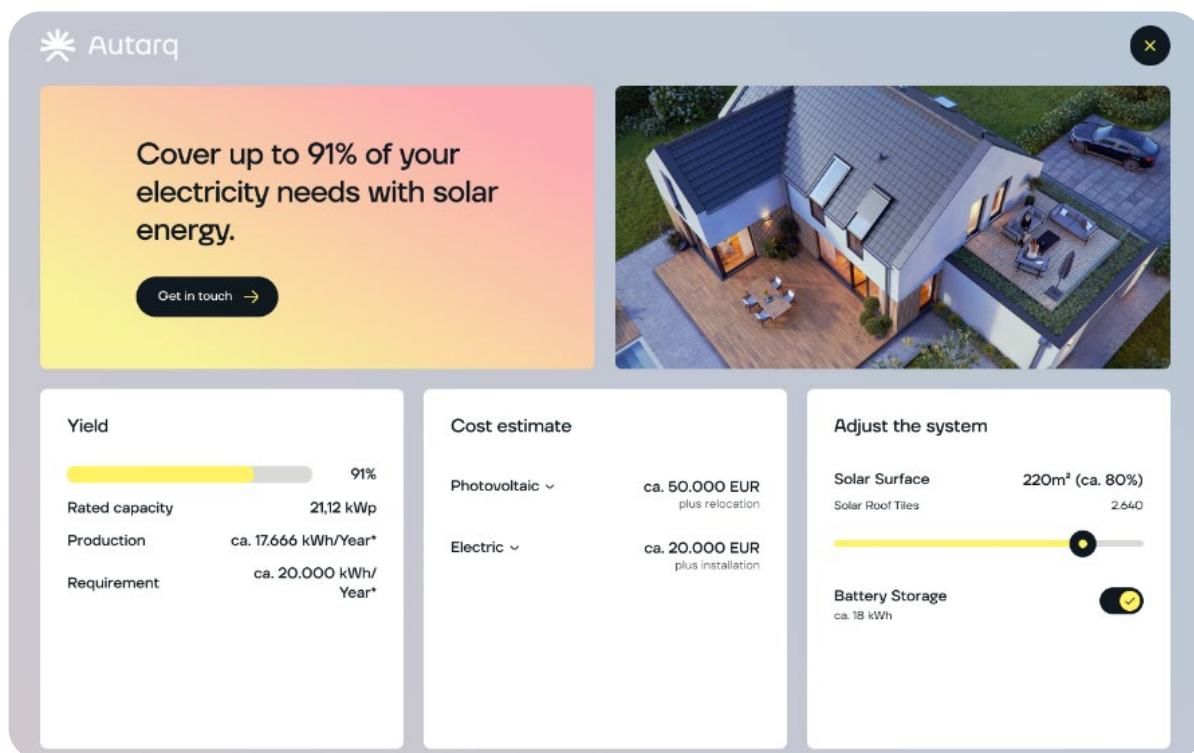 Autarq
Cover up to 91% of your
electricity needs with solar
energy.
Get in touch
Yield
91%
Rated capacity 21,12 kWp
Production ca. 17.666 kWh/Year*
Requirement ca. 20.000 kWh/
Year*
Cost estimate
Photovoltaic ca. 50.000 EUR
plus relocation
Electric ca. 20.000 EUR
plus installation
Adjust the system
Solar Surface 220m² (ca. 80%)
Solar Roof Tiles 2.640
Battery Storage
ca. 18 kWh